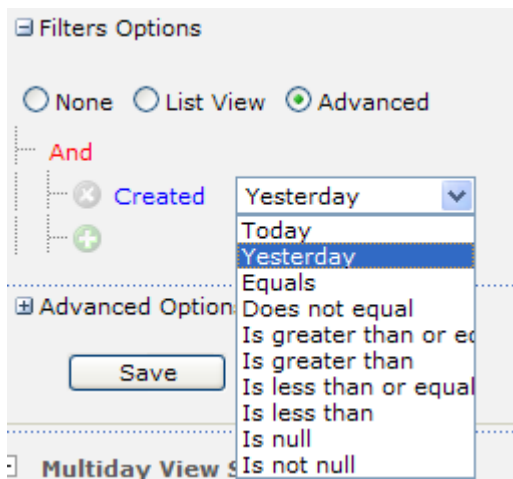 Filters Options
None List View Advanced
And
Created Yesterday
Today
Yesterday
Equals
Does not equal
Advanced Option
Is greater than or eq
Is greater than
Save
Is less than or equal
Is less than
Is null
Multiday View S
Is not null